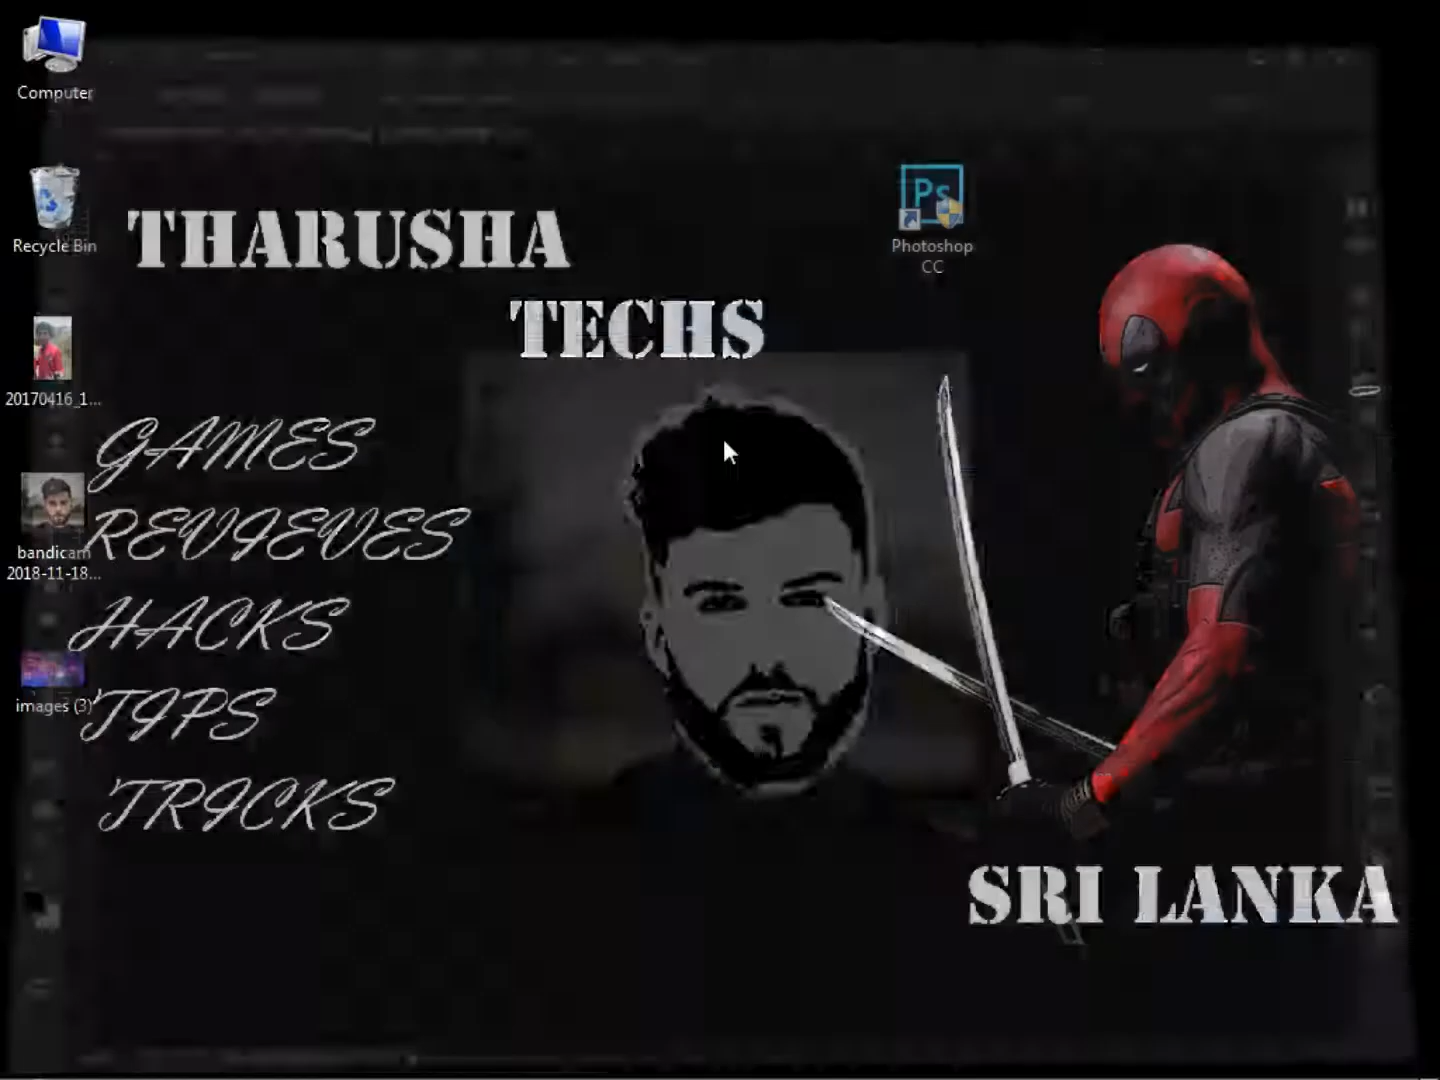 Computer
Recycle Bin
20170416_1...
bandicam
2018-11-18...
images (3)
THARUSHA
TECHS
GAMES
REVIEVES
HACKS
TIPS
TRICKS
Ps
Photoshop
CC
SRI LANKA